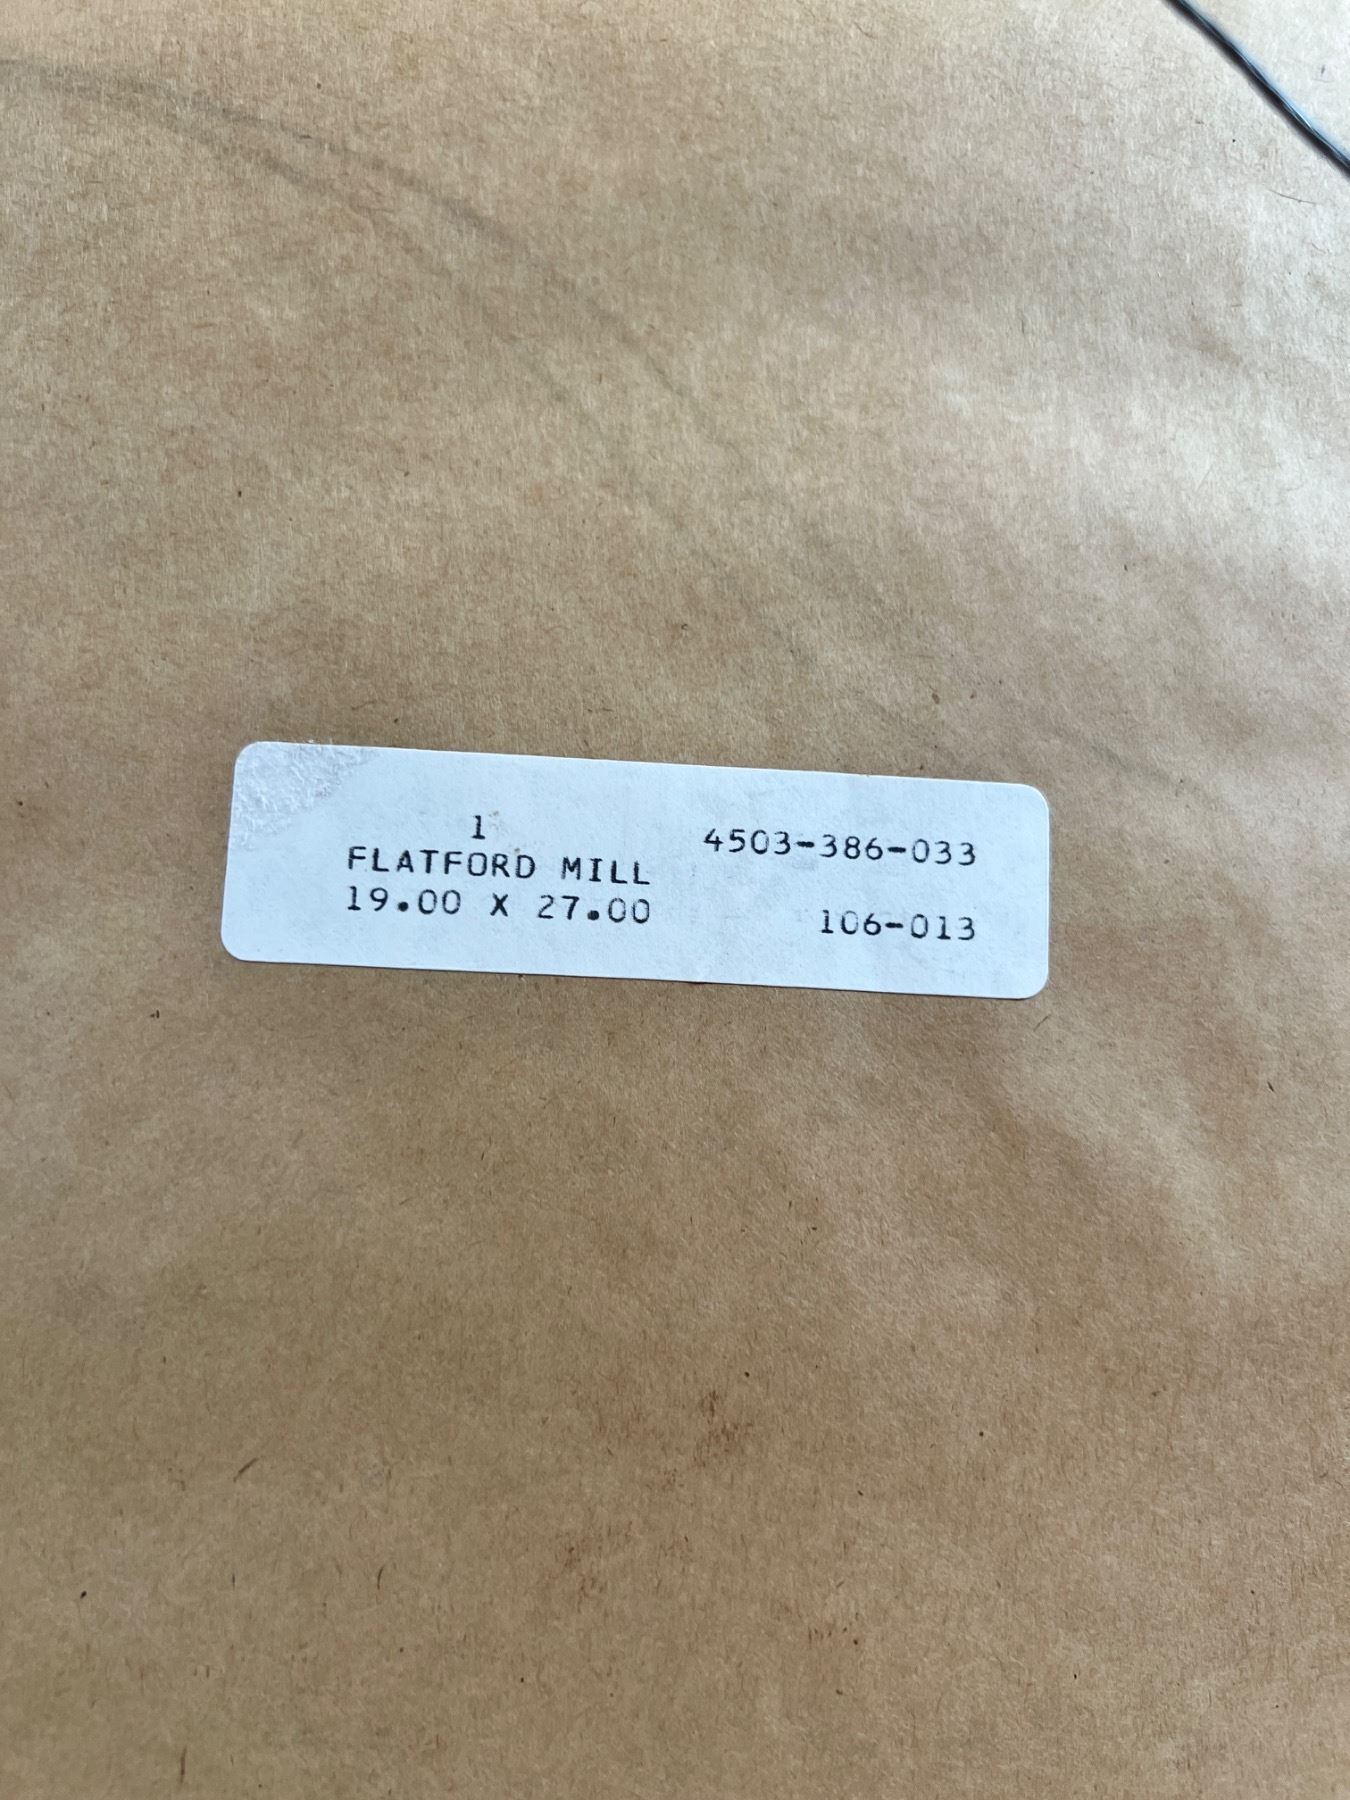 1
FLATFORD MILL
19.00 X 27.00
4503-386-033
106-013